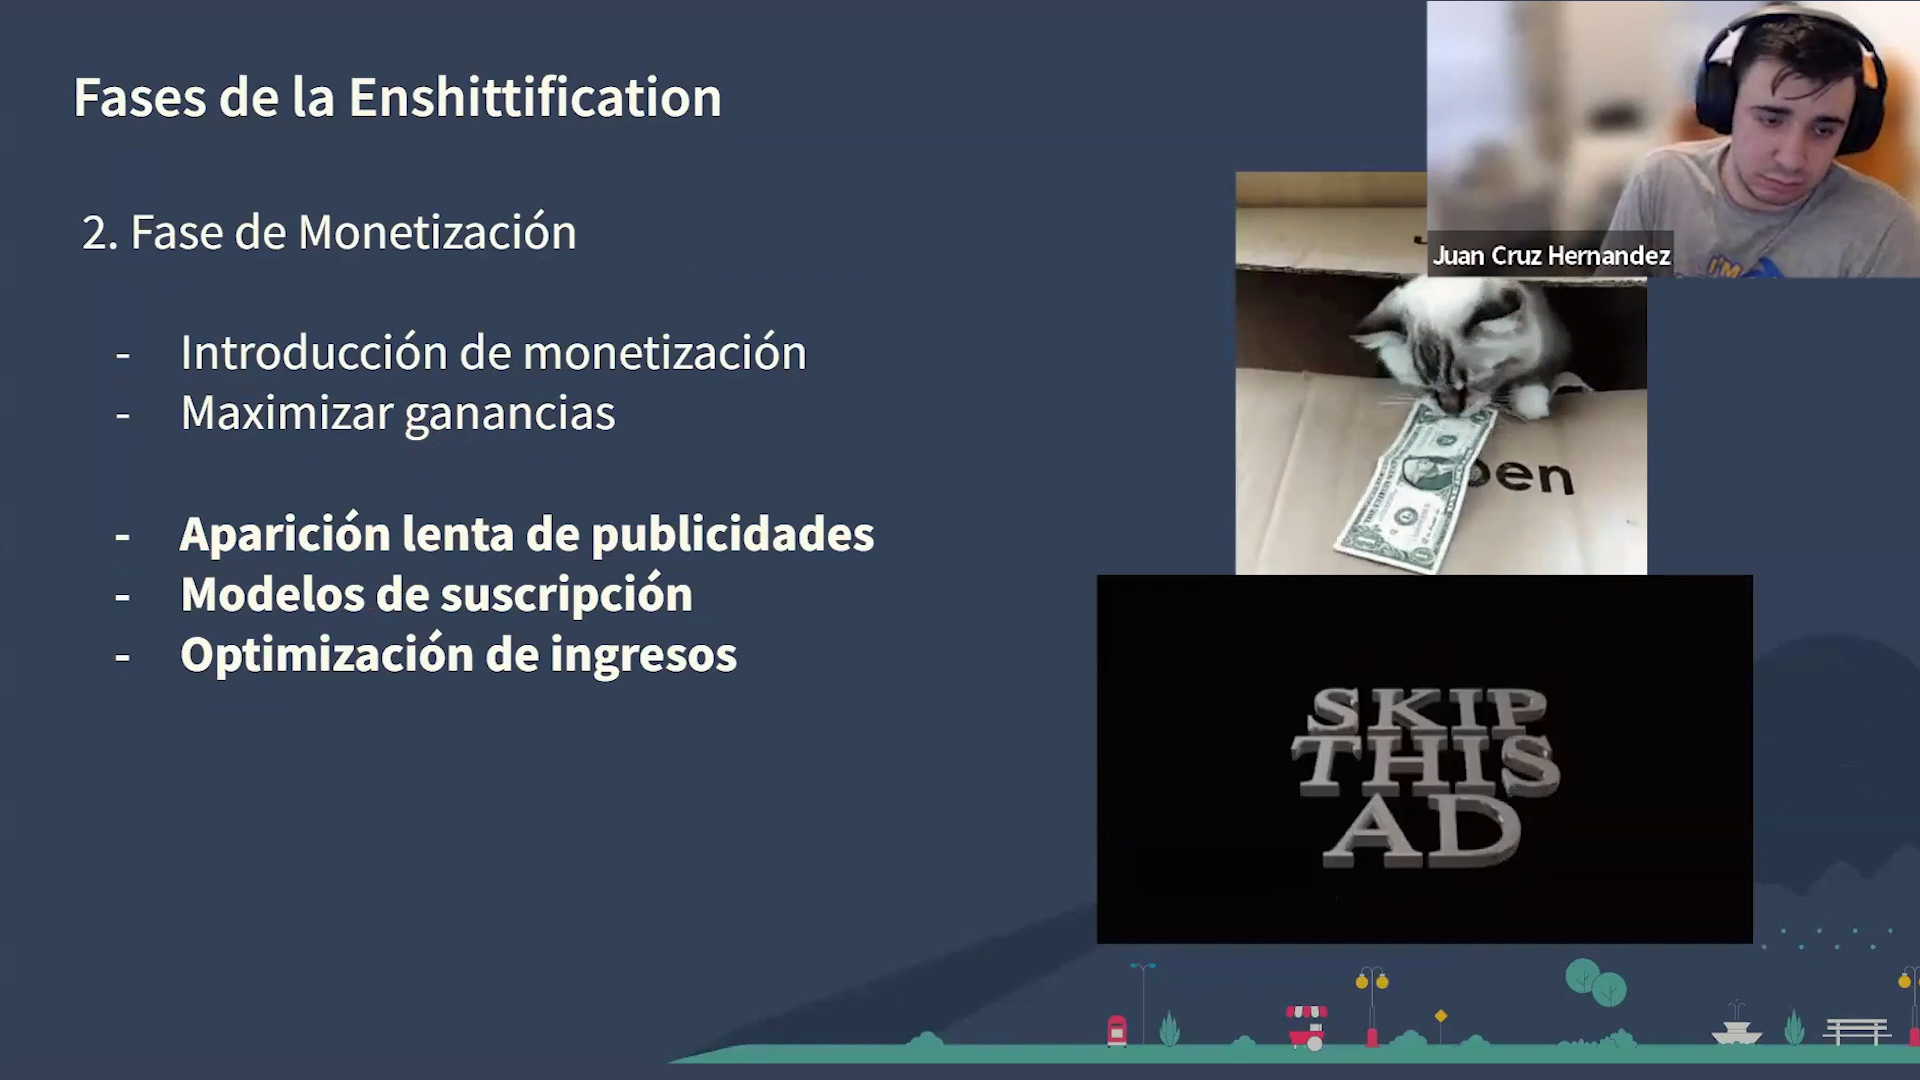 Fases de la Enshittification
2. Fase de Monetización
- Introducción de monetización
- Maximizar ganancias
- Aparición lenta de publicidades
- Modelos de suscripción
- Optimización de ingresos
Juan Cruz Hernandez
I'M
SKIP
THIS
AD